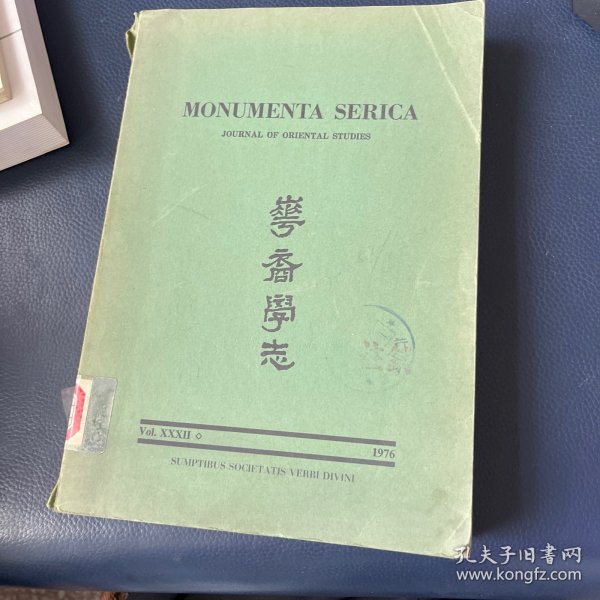 MONUMENTA SERICA
JOURNAL OF ORIENTAL STUDIES
華
裔
學
志
Vol. XXXII ◇
1976
SUMPTIBUS SOCIETATIS VERBI DIVINI
孔夫子旧书网
www.kongfz.com